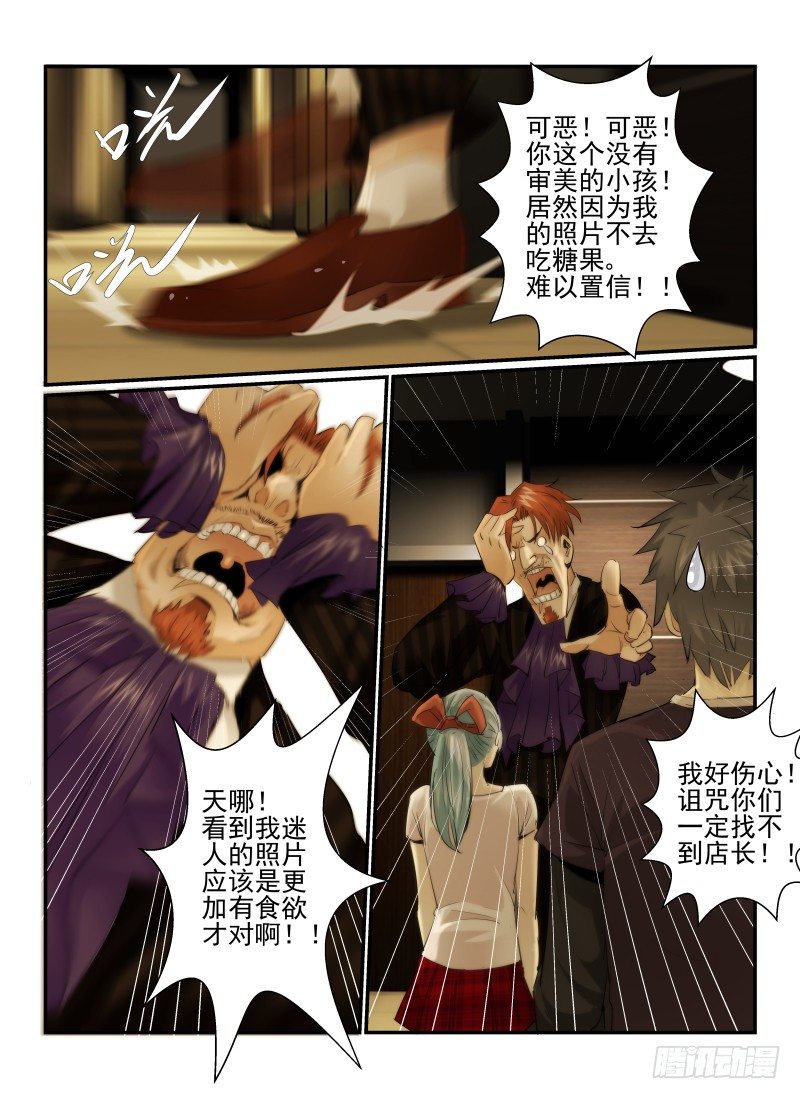 咣
咣
可恶！可恶！
你这个没有
审美的小孩！
居然因为我
的照片不去
吃糖果。
难以置信！！
天哪！
看到我迷
人的照片
应该是更
加有食欲
才对啊！！
我好伤心！
诅咒你们
一定找不
到店长！！
腾讯动漫